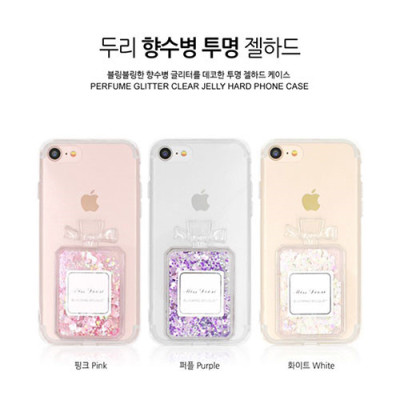 두리 향수병 투명 젤하드
블링블링한 향수병 글리터를 데코한 투명 젤하드 케이스
PERFUME GLITTER CLEAR JELLY HARD PHONE CASE
핑크 Pink
퍼플 Purple
화이트 White